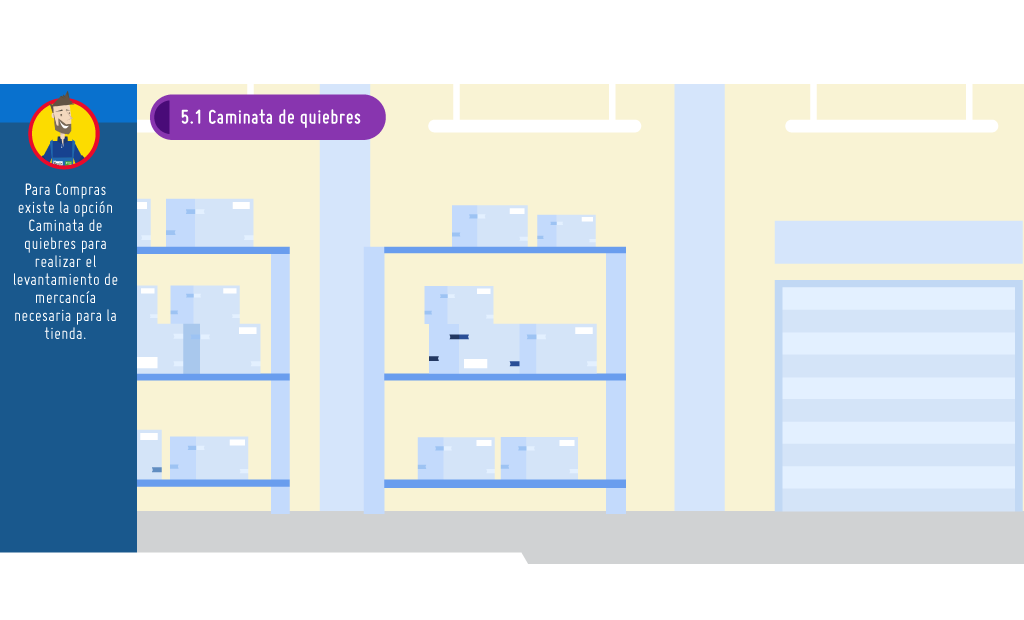 5.1 Caminata de quiebres
Para Compras
existe la opción
Caminata de
quiebres para
realizar el
levantamiento de
mercancía
necesaria para la
tienda.